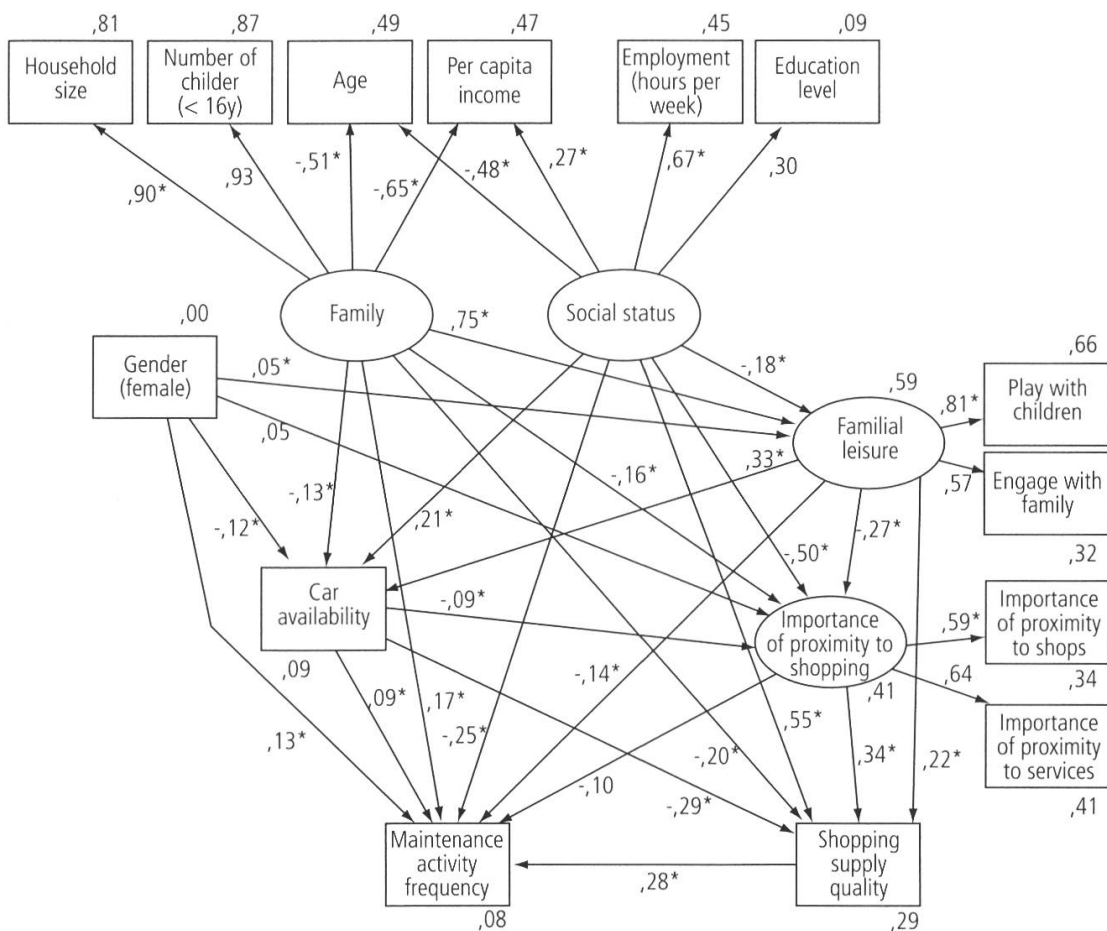 ,81
,87
,49
,47
,45
,09
Household
size
Number of
childer
(< 16y)
Age
Per capita
income
Employment
(hours per
week)
Education
level
,90*
,93
-,51*
-,65*
-,48*
,27*
,67*
,30
,00
Gender
(female)
Family
Social status
,75*
,05*
,05
-,18*
,59
Familial
leisure
,66
,81*
Play with
children
,57
Engage with
family
,32
-,13*
-,12*
,21*
-,16*
,33*
-,50*
-,27*
Car
availability
,09
-,09*
Importance
of proximity to
shopping
,41
,59*
Importance
of proximity
to shops
,34
,64
Importance
of proximity
to services
,41
,13*
,09*
,17*
-,25*
-,14*
-,10
-,29*
-,20*
,55*
,34*
,22*
Maintenance
activity
frequency
,08
,28*
Shopping
supply
quality
,29